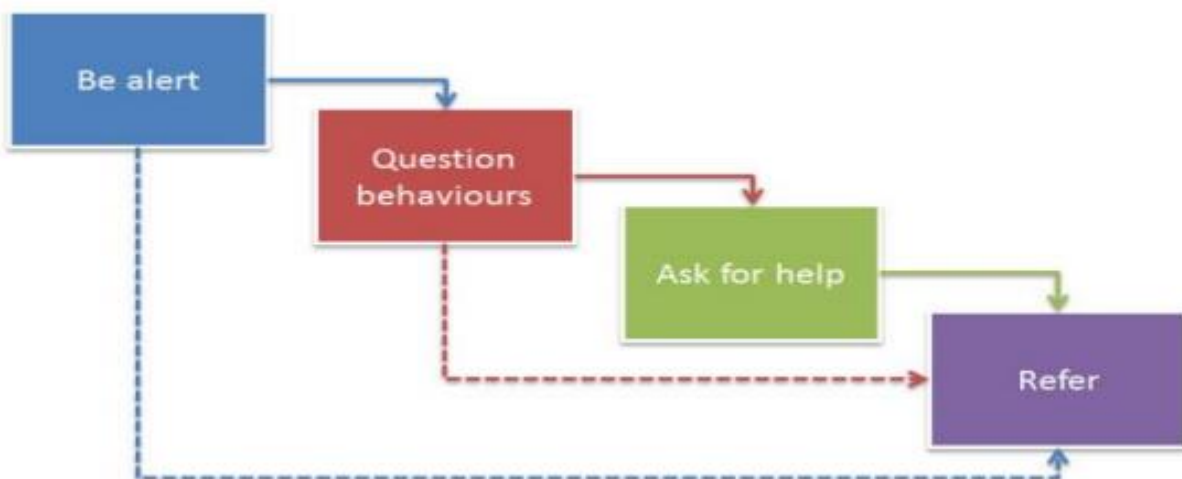 Be alert
Question
behaviours
Ask for help
Refer